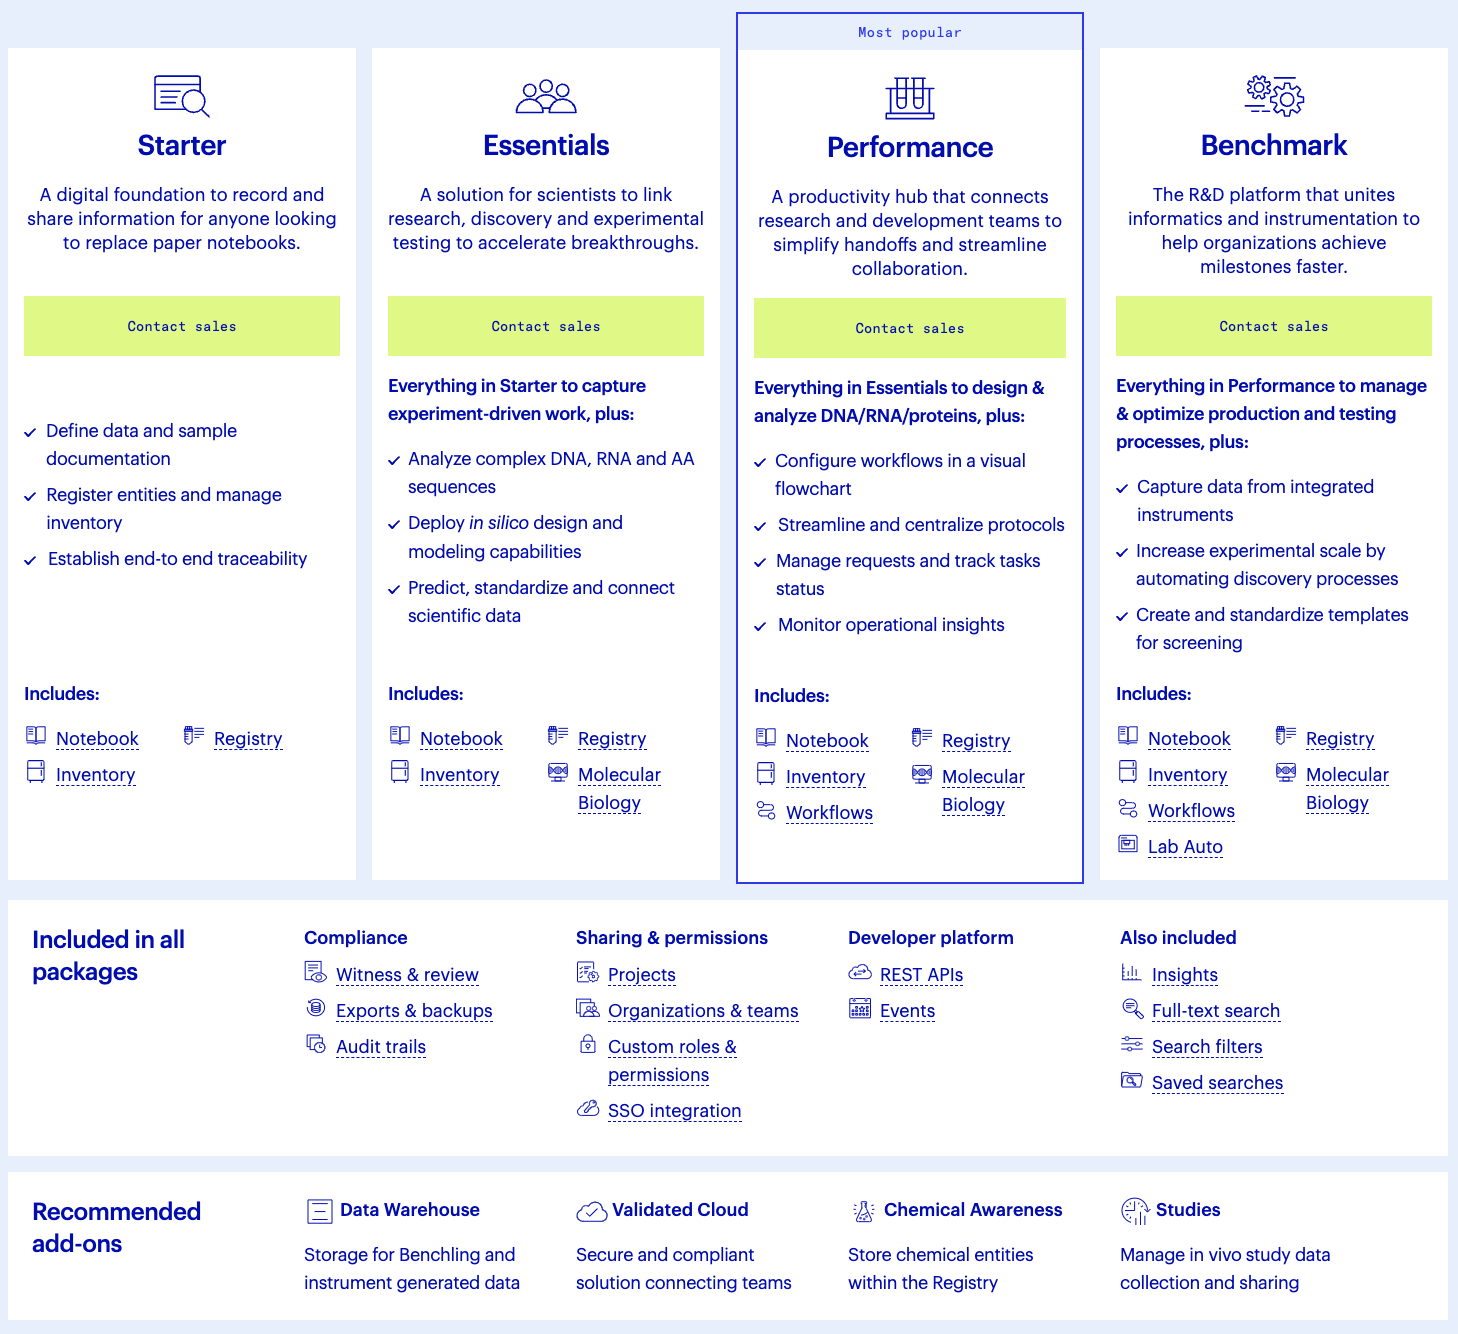 Starter
A digital foundation to record and
share information for anyone looking
to replace paper notebooks.
Contact sales
Define data and sample
documentation
Register entities and manage
inventory
Establish end-to end traceability
Includes:
Notebook
Registry
Inventory
Essentials
A solution for scientists to link
research, discovery and experimental
testing to accelerate breakthroughs.
Contact sales
Everything in Starter to capture
experiment-driven work, plus:
Analyze complex DNA, RNA and AA
sequences
Deploy in silico design and
modeling capabilities
Predict, standardize and connect
scientific data
Includes:
Notebook
Registry
Inventory
Molecular
Biology
Most popular
Performance
A productivity hub that connects
research and development teams to
simplify handoffs and streamline
collaboration.
Contact sales
Everything in Essentials to design &
analyze DNA/RNA/proteins, plus:
Configure workflows in a visual
flowchart
Streamline and centralize protocols
Manage requests and track tasks
status
Monitor operational insights
Includes:
Notebook
Registry
Inventory
Molecular
Biology
Workflows
Benchmark
The R&D platform that unites
informatics and instrumentation to
help organizations achieve
milestones faster.
Contact sales
Everything in Performance to manage
& optimize production and testing
processes, plus:
Capture data from integrated
instruments
Increase experimental scale by
automating discovery processes
Create and standardize templates
for screening
Includes:
Notebook
Registry
Inventory
Molecular
Biology
Workflows
Lab Auto
Included in all
packages
Compliance
Witness & review
Exports & backups
Audit trails
Sharing & permissions
Projects
Organizations & teams
Custom roles &
permissions
SSO integration
Developer platform
REST APIs
Events
Also included
Insights
Full-text search
Search filters
Saved searches
Recommended
add-ons
Data Warehouse
Storage for Benchling and
instrument generated data
Validated Cloud
Secure and compliant
solution connecting teams
Chemical Awareness
Store chemical entities
within the Registry
Studies
Manage in vivo study data
collection and sharing